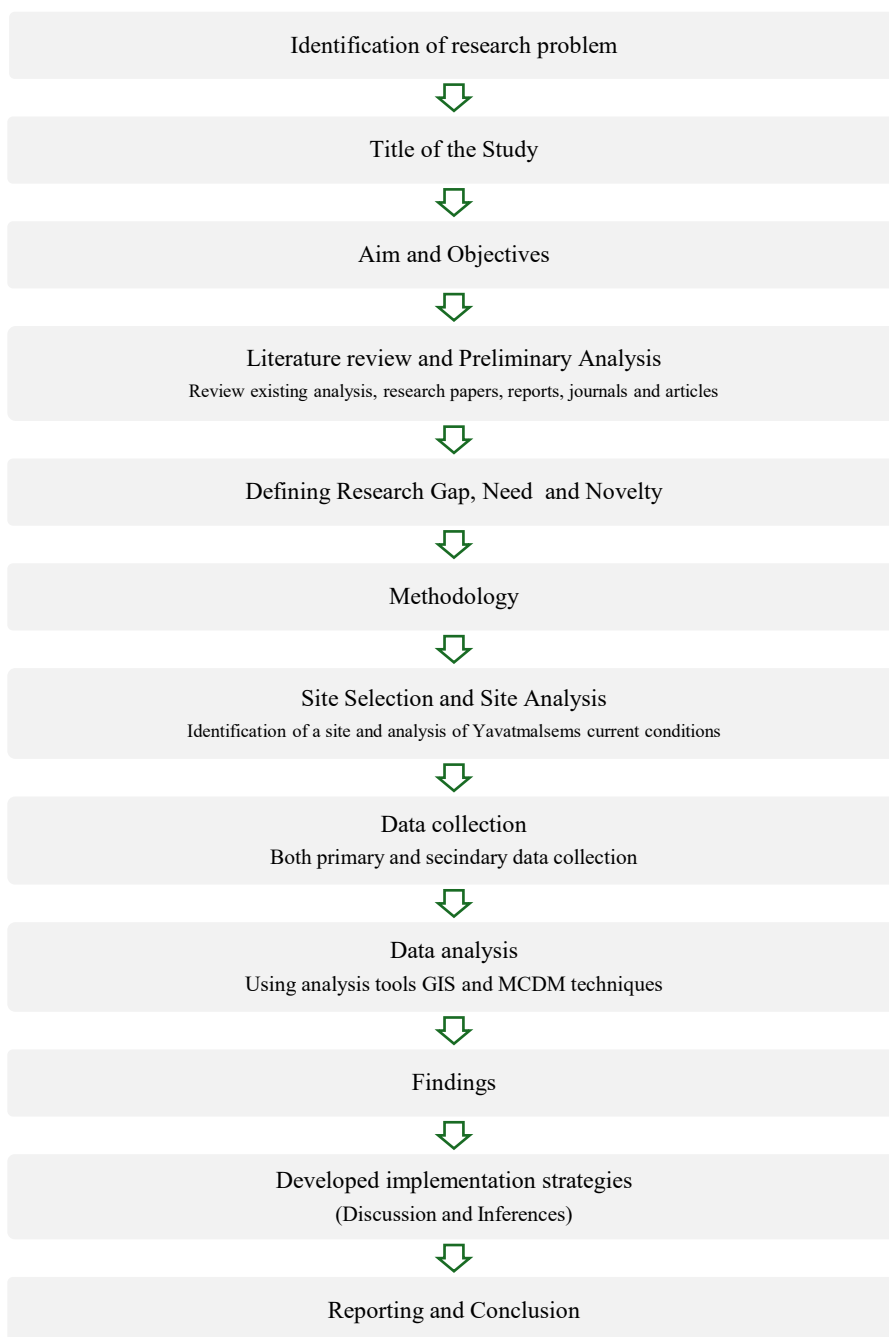 Identification of research problem
Title of the Study
Aim and Objectives
Literature review and Preliminary Analysis
Review existing analysis, research papers, reports, journals and articles
Defining Research Gap, Need  and Novelty
Methodology
Site Selection and Site Analysis
Identification of a site and analysis of Yavatmalsems current conditions
Data collection
Both primary and secindary data collection
Data analysis
Using analysis tools GIS and MCDM techniques
Findings
Developed implementation strategies
(Discussion and Inferences)
Reporting and Conclusion